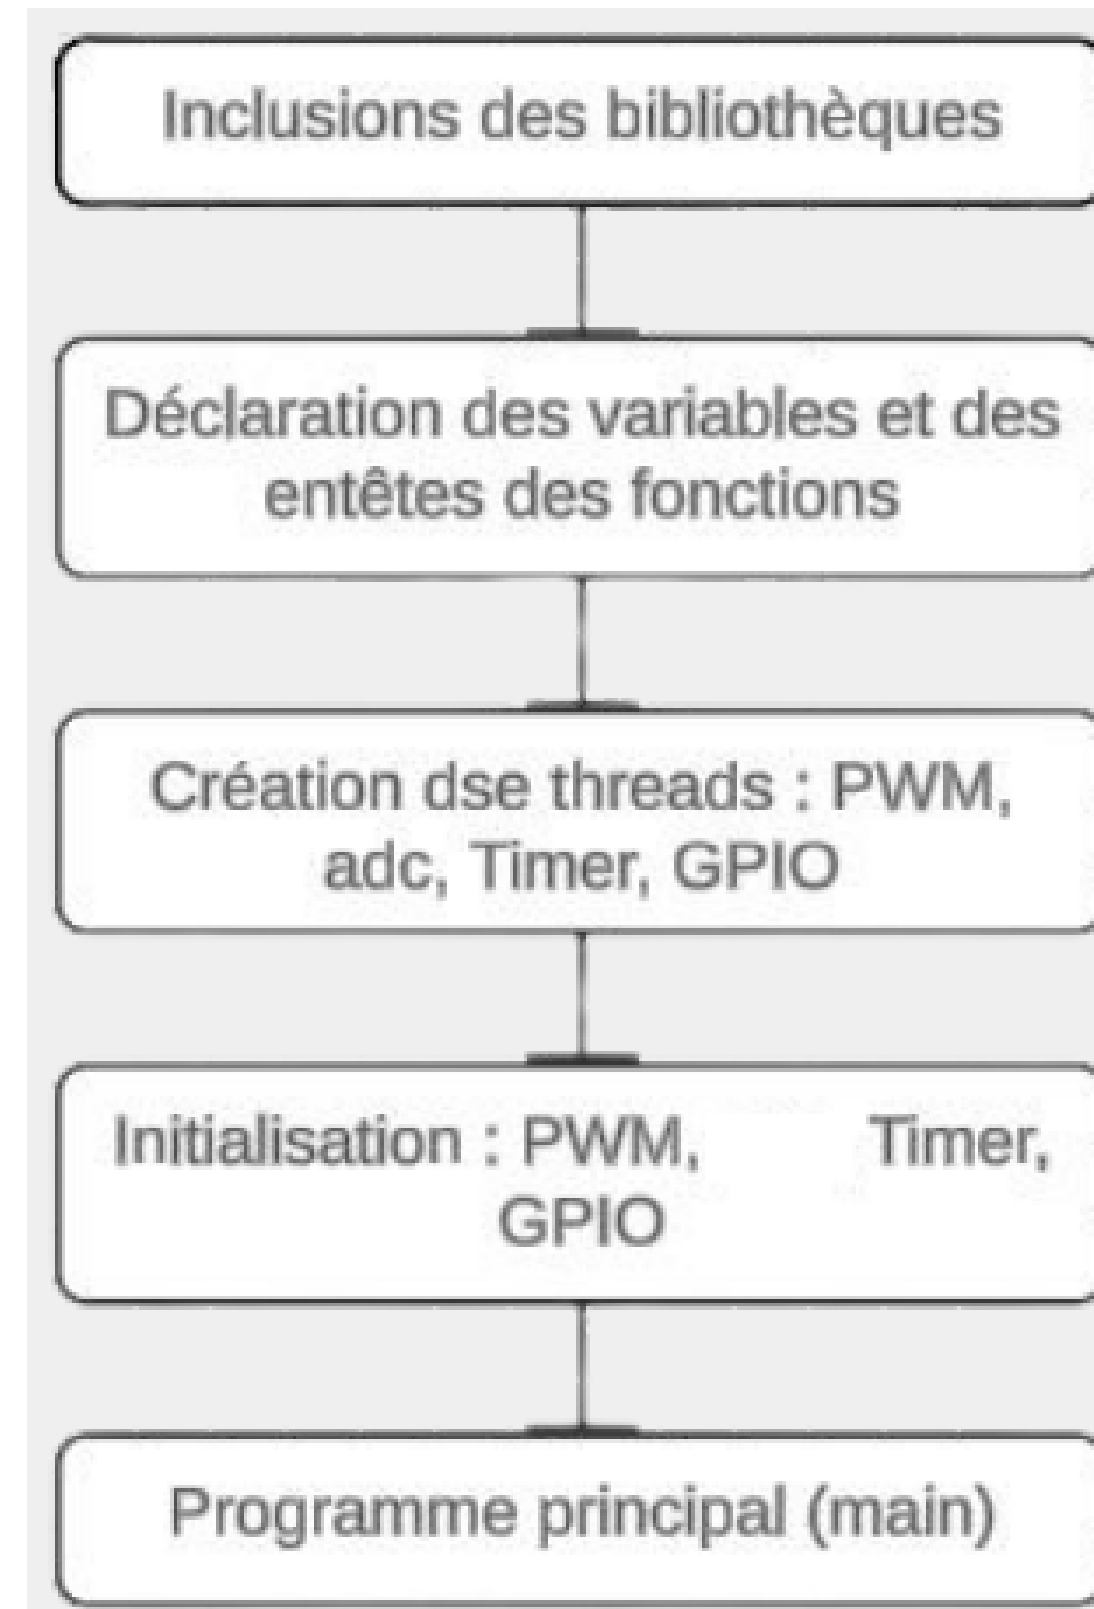 Inclusions des bibliothèques
Déclaration des variables et des
entêtes des fonctions
Création dse threads : PWM,
adc, Timer, GPIO
Initialisation : PWM, Timer,
GPIO
Programme principal (main)